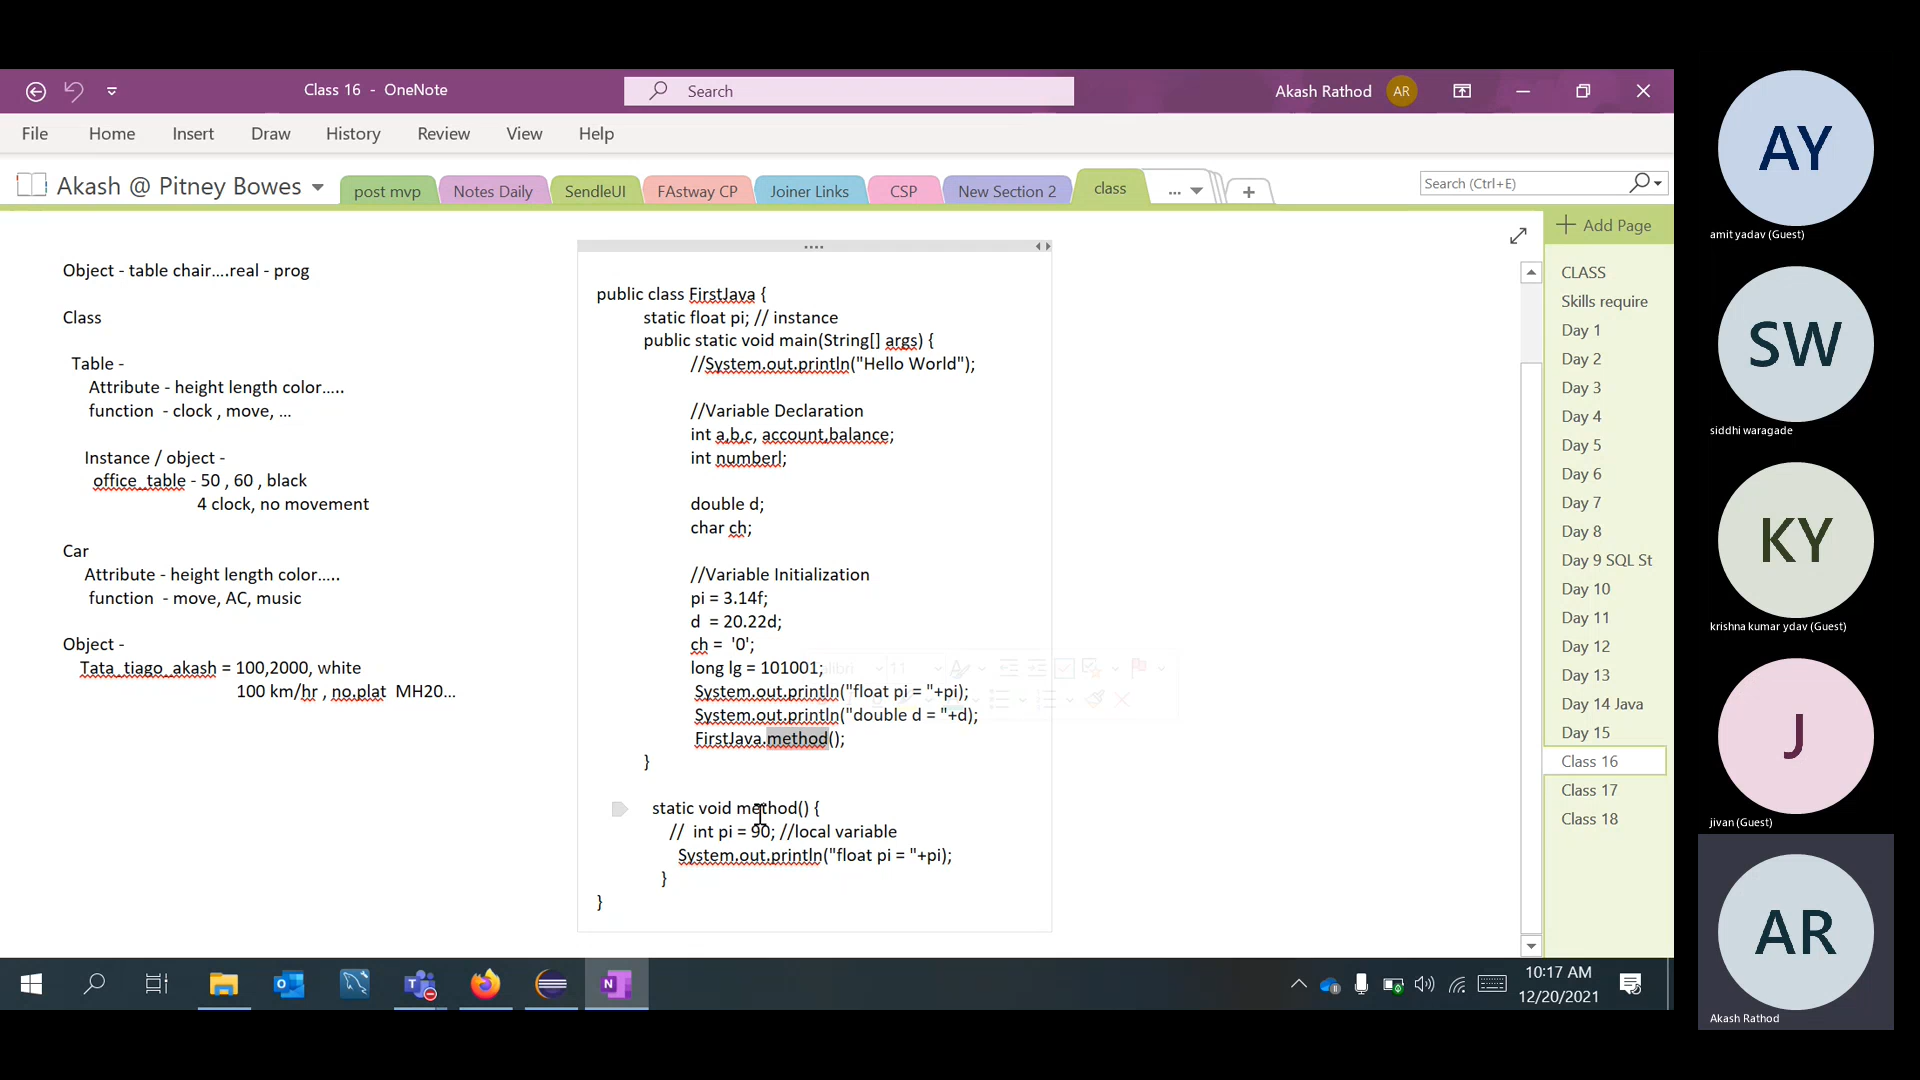 Class 16 - OneNote
Search
Akash Rathod
AR
File Home Insert Draw History Review View Help
Akash @ Pitney Bowes
post mvp
Notes Daily
SendleUI
FAstway CP
Joiner Links
CSP
New Section 2
class
...
Search (Ctrl+E)
Object - table chair....real - prog
Class
Table -
Attribute - height length color.....
function - clock , move, ...
Instance / object -
office_table - 50 , 60 , black
4 clock, no movement
Car
Attribute - height length color.....
function - move, AC, music
Object -
Tata_tiago_akash = 100,2000, white
100 km/hr , no.plat MH20...
public class FirstJava {
static float pi; // instance
public static void main(String[] args) {
//System.out.println("Hello World");
//Variable Declaration
int a,b,c, account,balance;
int numberl;
double d;
char ch;
//Variable Initialization
pi = 3.14f;
d = 20.22d;
ch = '0';
long lg = 101001;
System.out.println("float pi = "+pi);
System.out.println("double d = "+d);
FirstJava.method();
}
static void method() {
// int pi = 90; //local variable
System.out.println("float pi = "+pi);
}
}
Add Page
CLASS
Skills require
Day 1
Day 2
Day 3
Day 4
Day 5
Day 6
Day 7
Day 8
Day 9 SQL St
Day 10
Day 11
Day 12
Day 13
Day 14 Java
Day 15
Class 16
Class 17
Class 18
10:17 AM
12/20/2021
AY
amit yadav (Guest)
SW
siddhi waragade
KY
krishna kumar ydav (Guest)
J
jivan (Guest)
AR
Akash Rathod